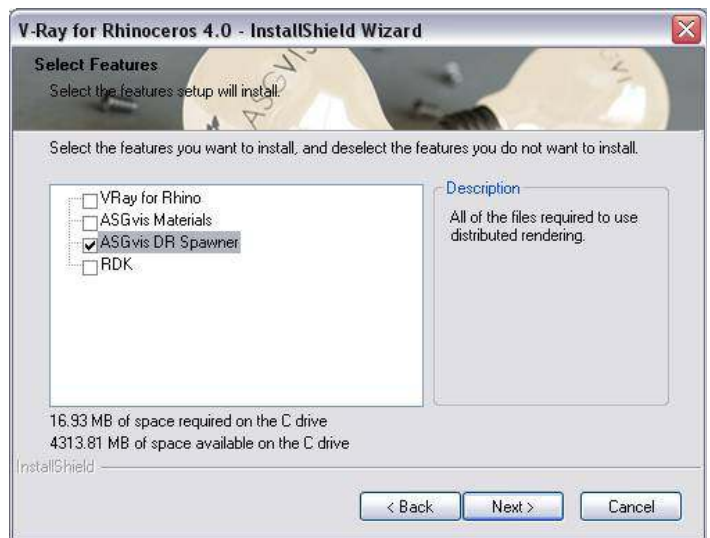 V-Ray for Rhinoceros 4.0 - InstallShield Wizard
Select Features
Select the features setup will install.
ASGVIS
Select the features you want to install, and deselect the features you do not want to install.
VRay for Rhino
ASGvis Materials
ASGvis DR Spawner
RDK
Description
All of the files required to use
distributed rendering.
16.93 MB of space required on the C drive
4313.81 MB of space available on the C drive
InstallShield
< Back
Next >
Cancel